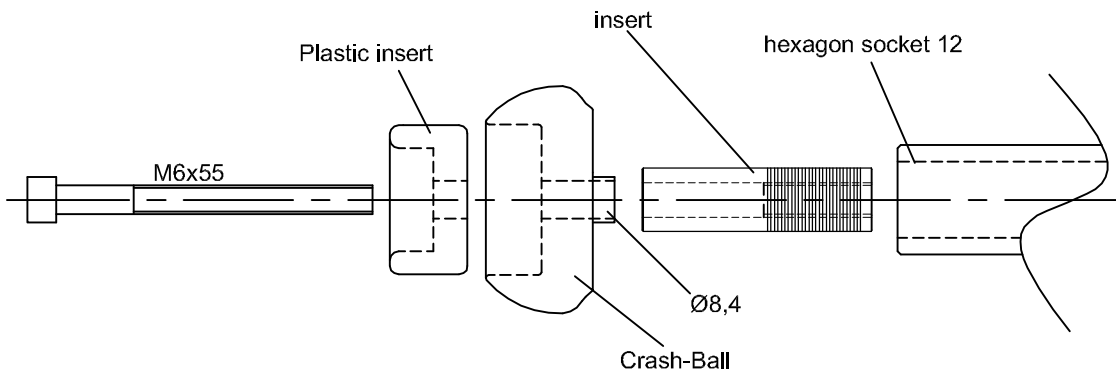 insert
hexagon socket 12
Plastic insert
M6x55
Ø8,4
Crash-Ball